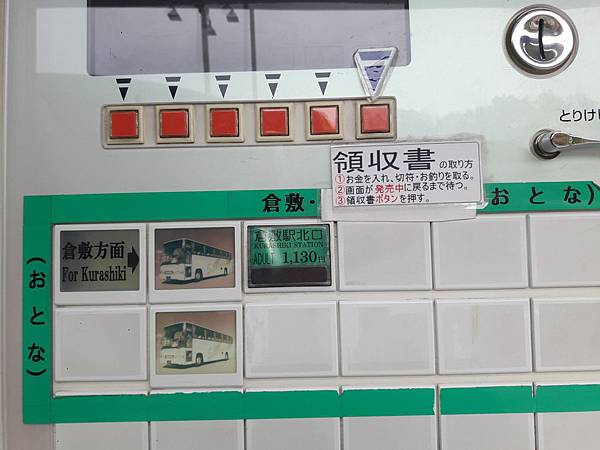 とりけ
領収書 の取り方
①お金を入れ、切符・お釣りを取る。
②画面が 発売中に戻るまで待つ。
③領収書ボタンを押す。
倉敷・
おとな)
倉敷方面
For Kurashiki
倉敷駅北口
KURASHIKI STATION
ADULT 1,130円
(おとな)